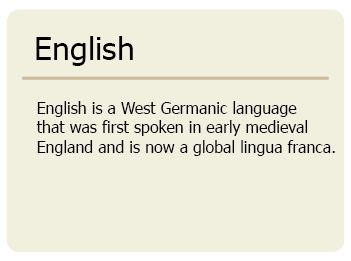 English
English is a West Germanic language
that was first spoken in early medieval
England and is now a global lingua franca.